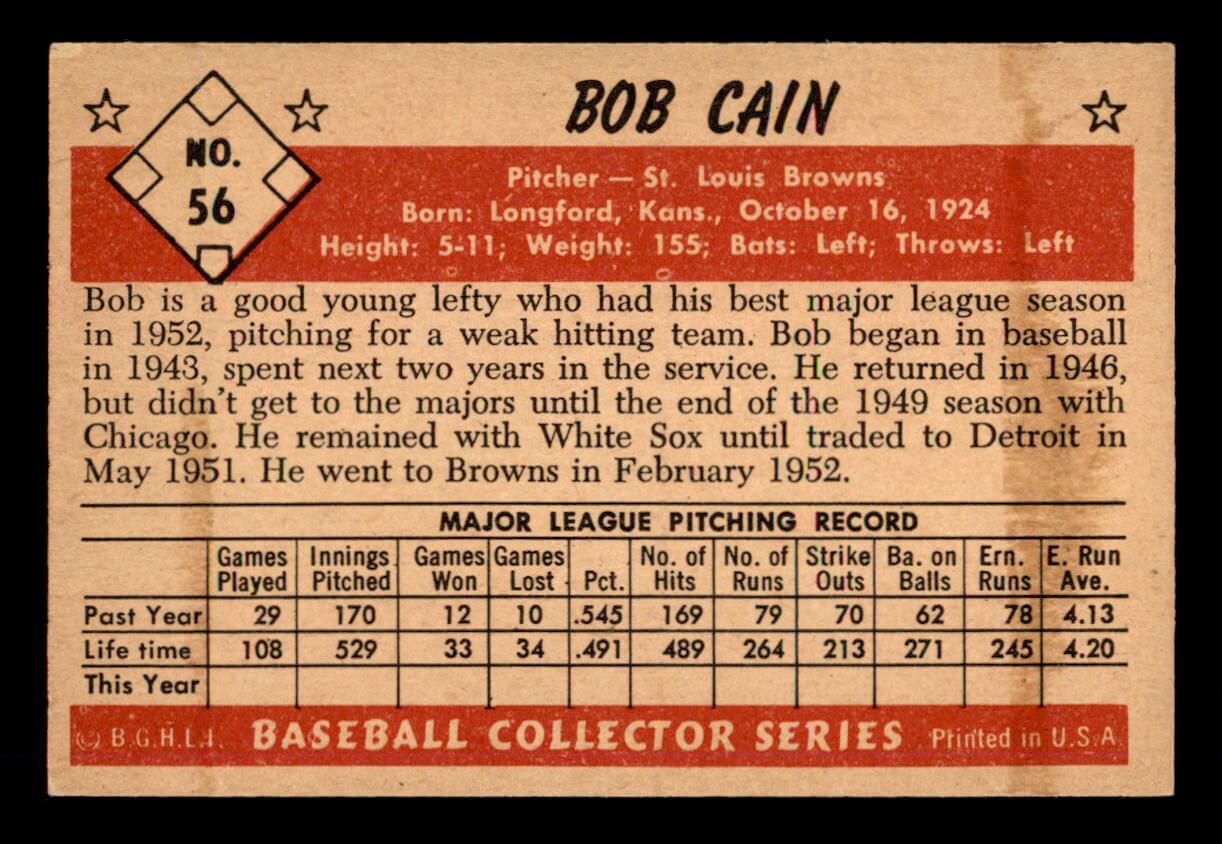 BOB CAIN
NO.
56
Pitcher — St. Louis Browns
Born: Longford, Kans., October 16, 1924
Height: 5-11; Weight: 155; Bats: Left; Throws: Left
Bob is a good young lefty who had his best major league season
in 1952, pitching for a weak hitting team. Bob began in baseball
in 1943, spent next two years in the service. He returned in 1946,
but didn't get to the majors until the end of the 1949 season with
Chicago. He remained with White Sox until traded to Detroit in
May 1951. He went to Browns in February 1952.
MAJOR LEAGUE PITCHING RECORD
Games Innings Games Games No. of No. of Strike Ba. on Ern. E. Run
Played Pitched Won Lost Pct. Hits Runs Outs Balls Runs Ave.
Past Year 29 170 12 10 .545 169 79 70 62 78 4.13
Life time 108 529 33 34 .491 489 264 213 271 245 4.20
This Year
© B.G.H.L.I. BASEBALL COLLECTOR SERIES Printed in U.S.A.